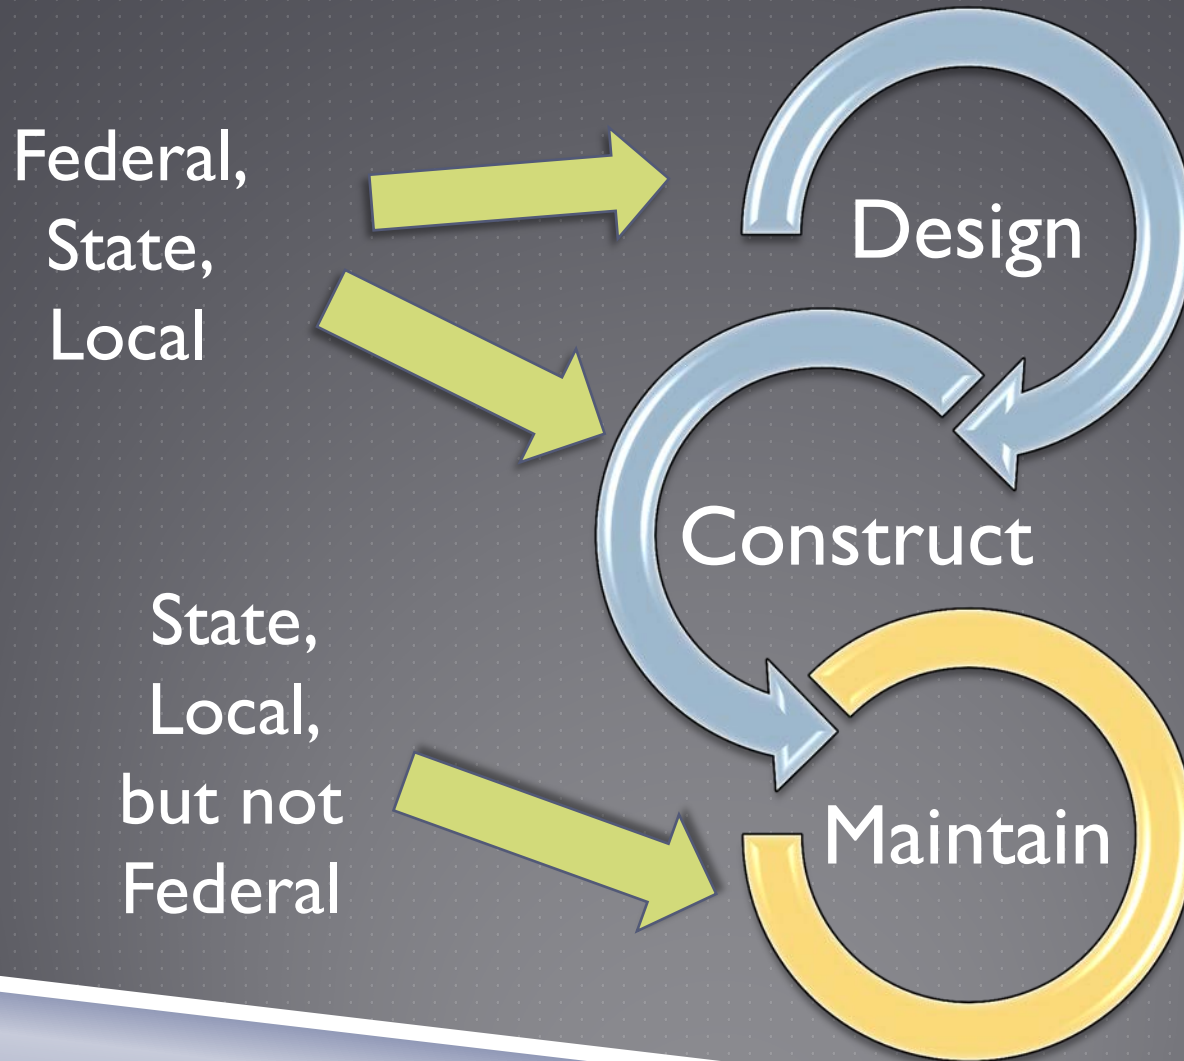 Federal,
State,
Local
Design
Construct
State,
Local,
but not
Federal
Maintain